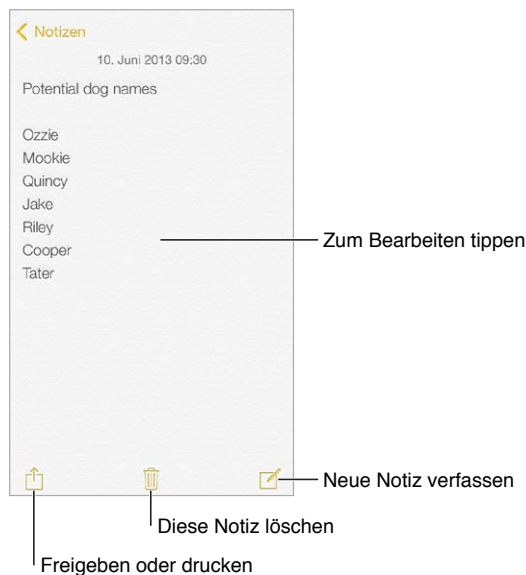 Notizen
10. Juni 2013 09:30
Potential dog names
Ozzie
Mookie
Quincy
Jake
Riley
Cooper
Tater
Zum Bearbeiten tippen
Neue Notiz verfassen
Diese Notiz löschen
Freigeben oder drucken